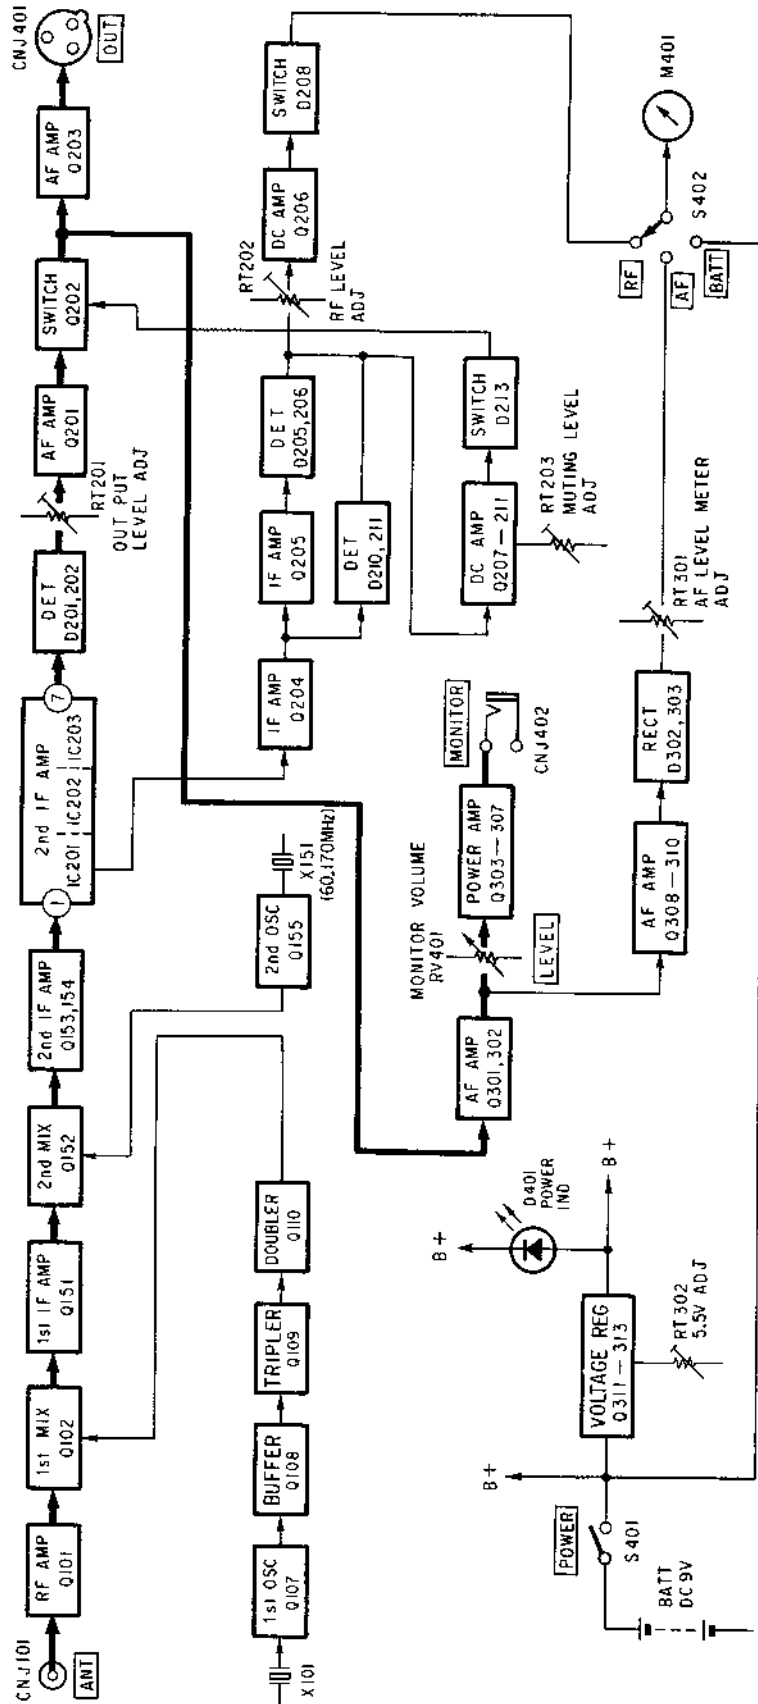 CNJ101
ANT
RF AMP
Q101
1st MIX
Q102
1st IF AMP
Q151
2nd MIX
Q152
2nd IF AMP
Q153,154
1
2nd IF AMP
IC201 IC202 IC203
7
DET
D201,202
RT201
OUT PUT
LEVEL ADJ
AF AMP
Q201
SWITCH
Q202
AF AMP
Q203
CNJ401
OUT
X101
1st OSC
Q107
BUFFER
Q108
TRIPLER
Q109
DOUBLER
Q110
2nd OSC
Q155
X151
(60.170MHz)
IF AMP
Q204
IF AMP
Q205
DET
D205,206
DET
D210,211
RT202
RF LEVEL
ADJ
DC AMP
Q206
SWITCH
D208
DC AMP
Q207-211
SWITCH
D213
RT203
MUTING LEVEL
ADJ
AF AMP
Q301,302
MONITOR VOLUME
RV401
LEVEL
POWER AMP
Q303-307
MONITOR
CNJ402
AF AMP
Q308-310
RECT
D302,303
RT301
AF LEVEL METER
ADJ
RF
AF
BATT
S402
M401
BATT
DC9V
POWER
S401
B+
VOLTAGE REG
Q311-313
RT302
5.5V ADJ
B+
D401
POWER
IND
B+